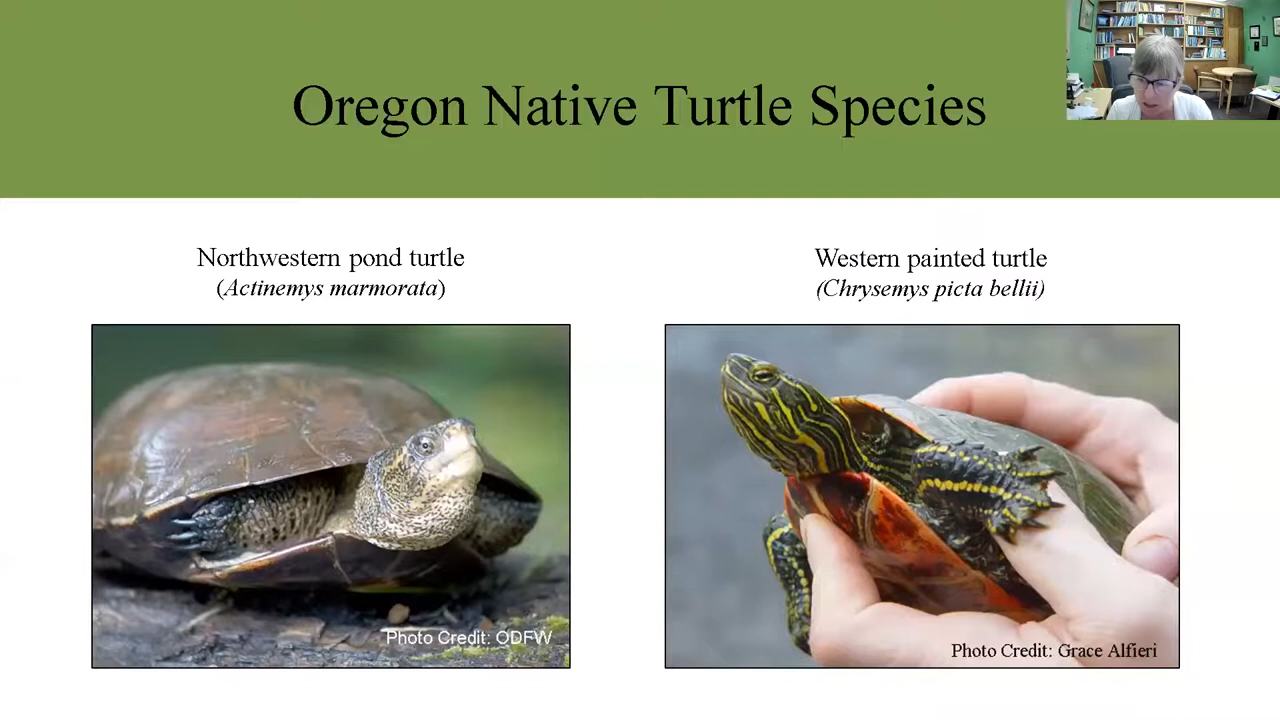 Oregon Native Turtle Species
Northwestern pond turtle
(Actinemys marmorata)
Western painted turtle
(Chrysemys picta bellii)
Photo Credit: ODFW
Photo Credit: Grace Alfieri